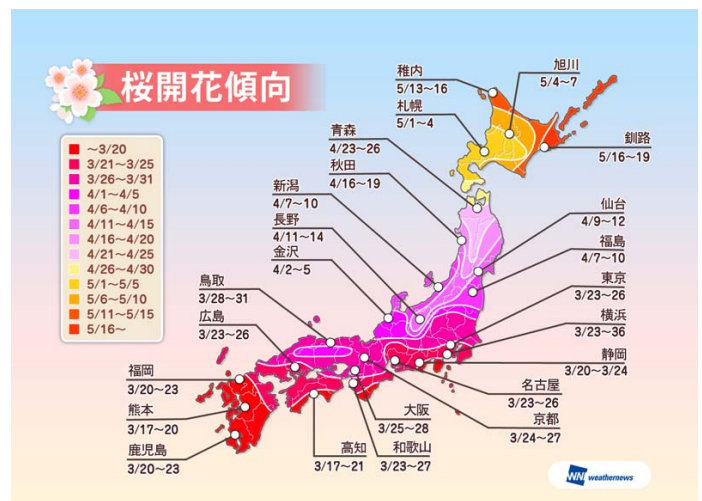 桜開花傾向
～3/20
3/21～3/25
3/26～3/31
4/1～4/5
4/6～4/10
4/11～4/15
4/16～4/20
4/21～4/25
4/26～4/30
5/1～5/5
5/6～5/10
5/11～5/15
5/16～
稚内
5/13～16
旭川
5/4～7
札幌
5/1～4
釧路
5/16～19
青森
4/23～26
秋田
4/16～19
新潟
4/7～10
長野
4/11～14
金沢
4/2～5
仙台
4/9～12
福島
4/7～10
東京
3/23～26
横浜
3/23～36
静岡
3/20～3/24
名古屋
3/23～26
京都
3/24～27
鳥取
3/28～31
広島
3/23～26
福岡
3/20～23
熊本
3/17～20
鹿児島
3/20～23
高知
3/17～21
和歌山
3/23～27
大阪
3/25～28
WNI weathernews